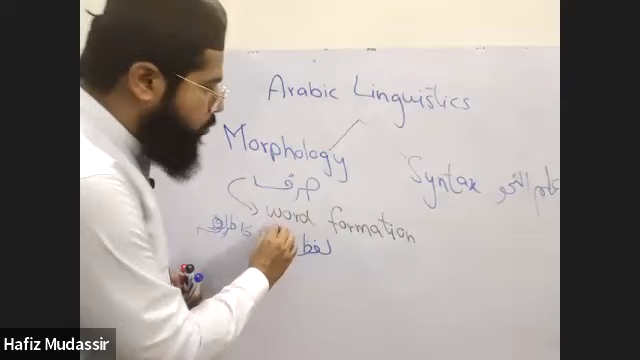 Arabic Linguistics
Morphology
Syntax علم النحو
صرف
word formation
لفظ
Hafiz Mudassir